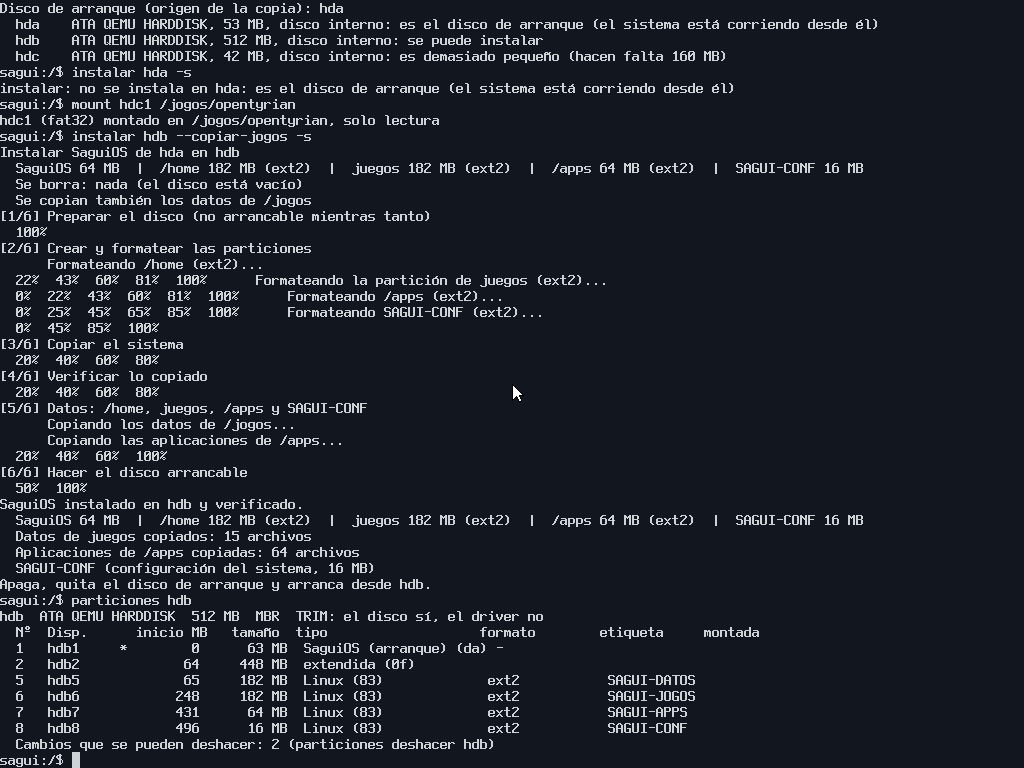 Disco de arranque (origen de la copia): hda
hda ATA QEMU HARDDISK, 53 MB, disco interno: es el disco de arranque (el sistema está corriendo desde él)
hdb ATA QEMU HARDDISK, 512 MB, disco interno: se puede instalar
hdc ATA QEMU HARDDISK, 42 MB, disco interno: es demasiado pequeño (hacen falta 160 MB)
sagui:/$ instalar hda -s
instalar: no se instala en hda: es el disco de arranque (el sistema está corriendo desde él)
sagui:/$ mount hdc1 /jogos/opentyrian
hdc1 (fat32) montado en /jogos/opentyrian, solo lectura
sagui:/$ instalar hdb --copiar-jogos -s
Instalar SaguiOS de hda en hdb
SaguiOS 64 MB | /home 182 MB (ext2) | juegos 182 MB (ext2) | /apps 64 MB (ext2) | SAGUI-CONF 16 MB
Se borra: nada (el disco está vacío)
Se copian también los datos de /jogos
[1/6] Preparar el disco (no arrancable mientras tanto)
100%
[2/6] Crear y formatear las particiones
Formateando /home (ext2)...
22% 43% 60% 81% 100% Formateando la partición de juegos (ext2)...
0% 22% 43% 60% 81% 100% Formateando /apps (ext2)...
0% 25% 45% 65% 85% 100% Formateando SAGUI-CONF (ext2)...
0% 45% 85% 100%
[3/6] Copiar el sistema
20% 40% 60% 80%
[4/6] Verificar lo copiado
20% 40% 60% 80%
[5/6] Datos: /home, juegos, /apps y SAGUI-CONF
Copiando los datos de /jogos...
Copiando las aplicaciones de /apps...
20% 40% 60% 100%
[6/6] Hacer el disco arrancable
50% 100%
SaguiOS instalado en hdb y verificado.
SaguiOS 64 MB | /home 182 MB (ext2) | juegos 182 MB (ext2) | /apps 64 MB (ext2) | SAGUI-CONF 16 MB
Datos de juegos copiados: 15 archivos
Aplicaciones de /apps copiadas: 64 archivos
SAGUI-CONF (configuración del sistema, 16 MB)
Apaga, quita el disco de arranque y arranca desde hdb.
sagui:/$ particiones hdb
hdb ATA QEMU HARDDISK 512 MB MBR TRIM: el disco sí, el driver no
Nº Disp. inicio MB tamaño tipo formato etiqueta montada
1 hdb1 * 0 63 MB SaguiOS (arranque) (da) -
2 hdb2 64 448 MB extendida (0f)
5 hdb5 65 182 MB Linux (83) ext2 SAGUI-DATOS
6 hdb6 248 182 MB Linux (83) ext2 SAGUI-JOGOS
7 hdb7 431 64 MB Linux (83) ext2 SAGUI-APPS
8 hdb8 496 16 MB Linux (83) ext2 SAGUI-CONF
Cambios que se pueden deshacer: 2 (particiones deshacer hdb)
sagui:/$